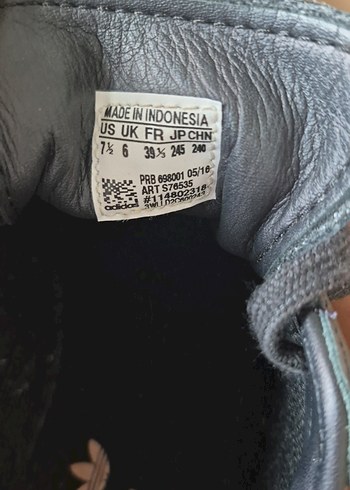 MADE IN INDONESIA
US UK FR JP CHN
7½ 6 39⅓ 245 240
PRB 698001 05/16
ART S76535
#114802318
adidas